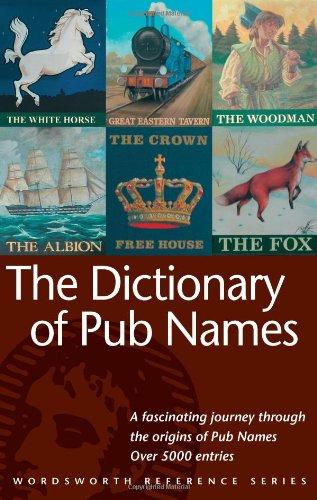 THE WHITE HORSE
GREAT EASTERN TAVERN
THE WOODMAN
THE ALBION
THE CROWN
FREE HOUSE
THE FOX
The Dictionary
of Pub Names
A fascinating journey through
the origins of Pub Names
Over 5000 entries
WORDSWORTH REFERENCE SERIES